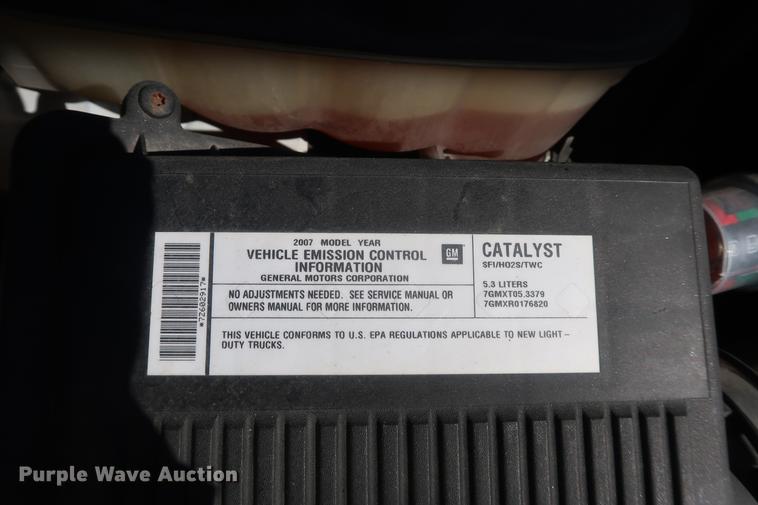 *7Z602917*
2007 MODEL YEAR
VEHICLE EMISSION CONTROL
INFORMATION
GENERAL MOTORS CORPORATION
GM
NO ADJUSTMENTS NEEDED. SEE SERVICE MANUAL OR
OWNERS MANUAL FOR MORE INFORMATION.
CATALYST
SFI/HO2S/TWC
5.3 LITERS
7GMXT05.3379
7GMXR0176820
THIS VEHICLE CONFORMS TO U.S. EPA REGULATIONS APPLICABLE TO NEW LIGHT-
DUTY TRUCKS.
Purple Wave Auction